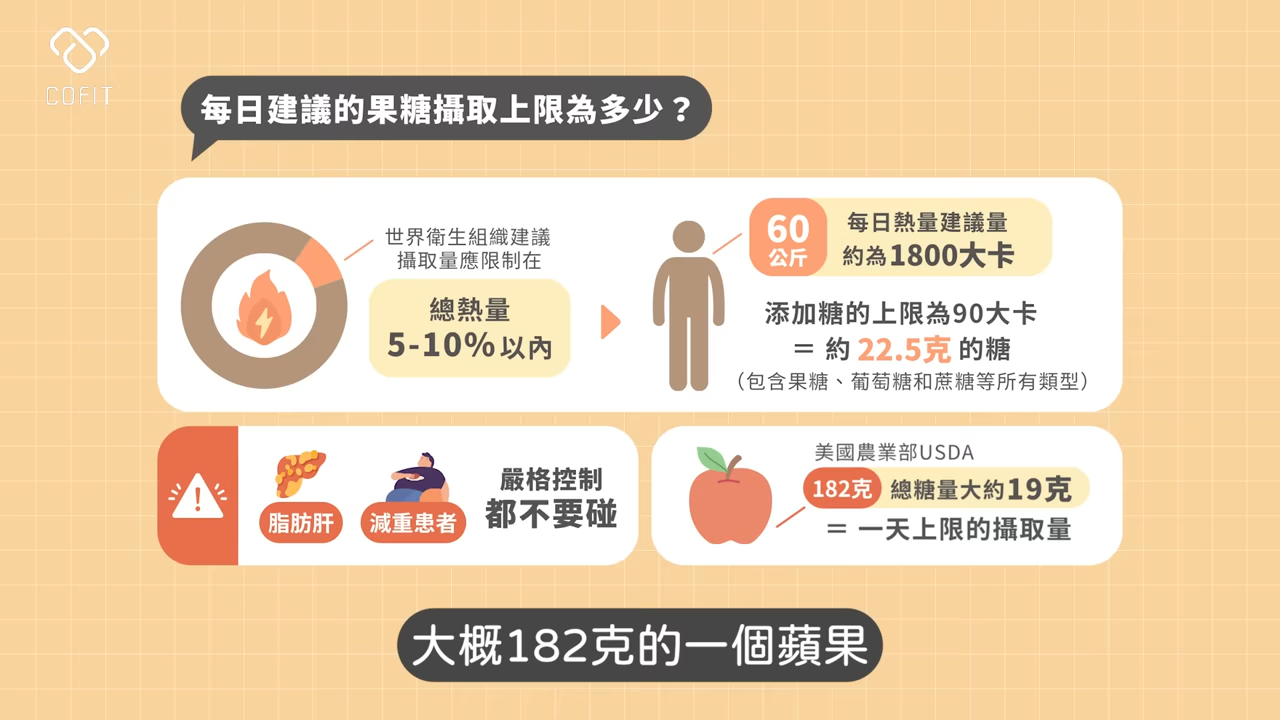 COFIT
每日建議的果糖攝取上限為多少？
世界衛生組織建議
攝取量應限制在
總熱量
5-10%以內
60
公斤
每日熱量建議量
約為1800大卡
添加糖的上限為90大卡
＝ 約 22.5克 的糖
（包含果糖、葡萄糖和蔗糖等所有類型）
脂肪肝
減重患者
嚴格控制
都不要碰
美國農業部USDA
182克 總糖量大約19克
＝ 一天上限的攝取量
大概182克的一個蘋果